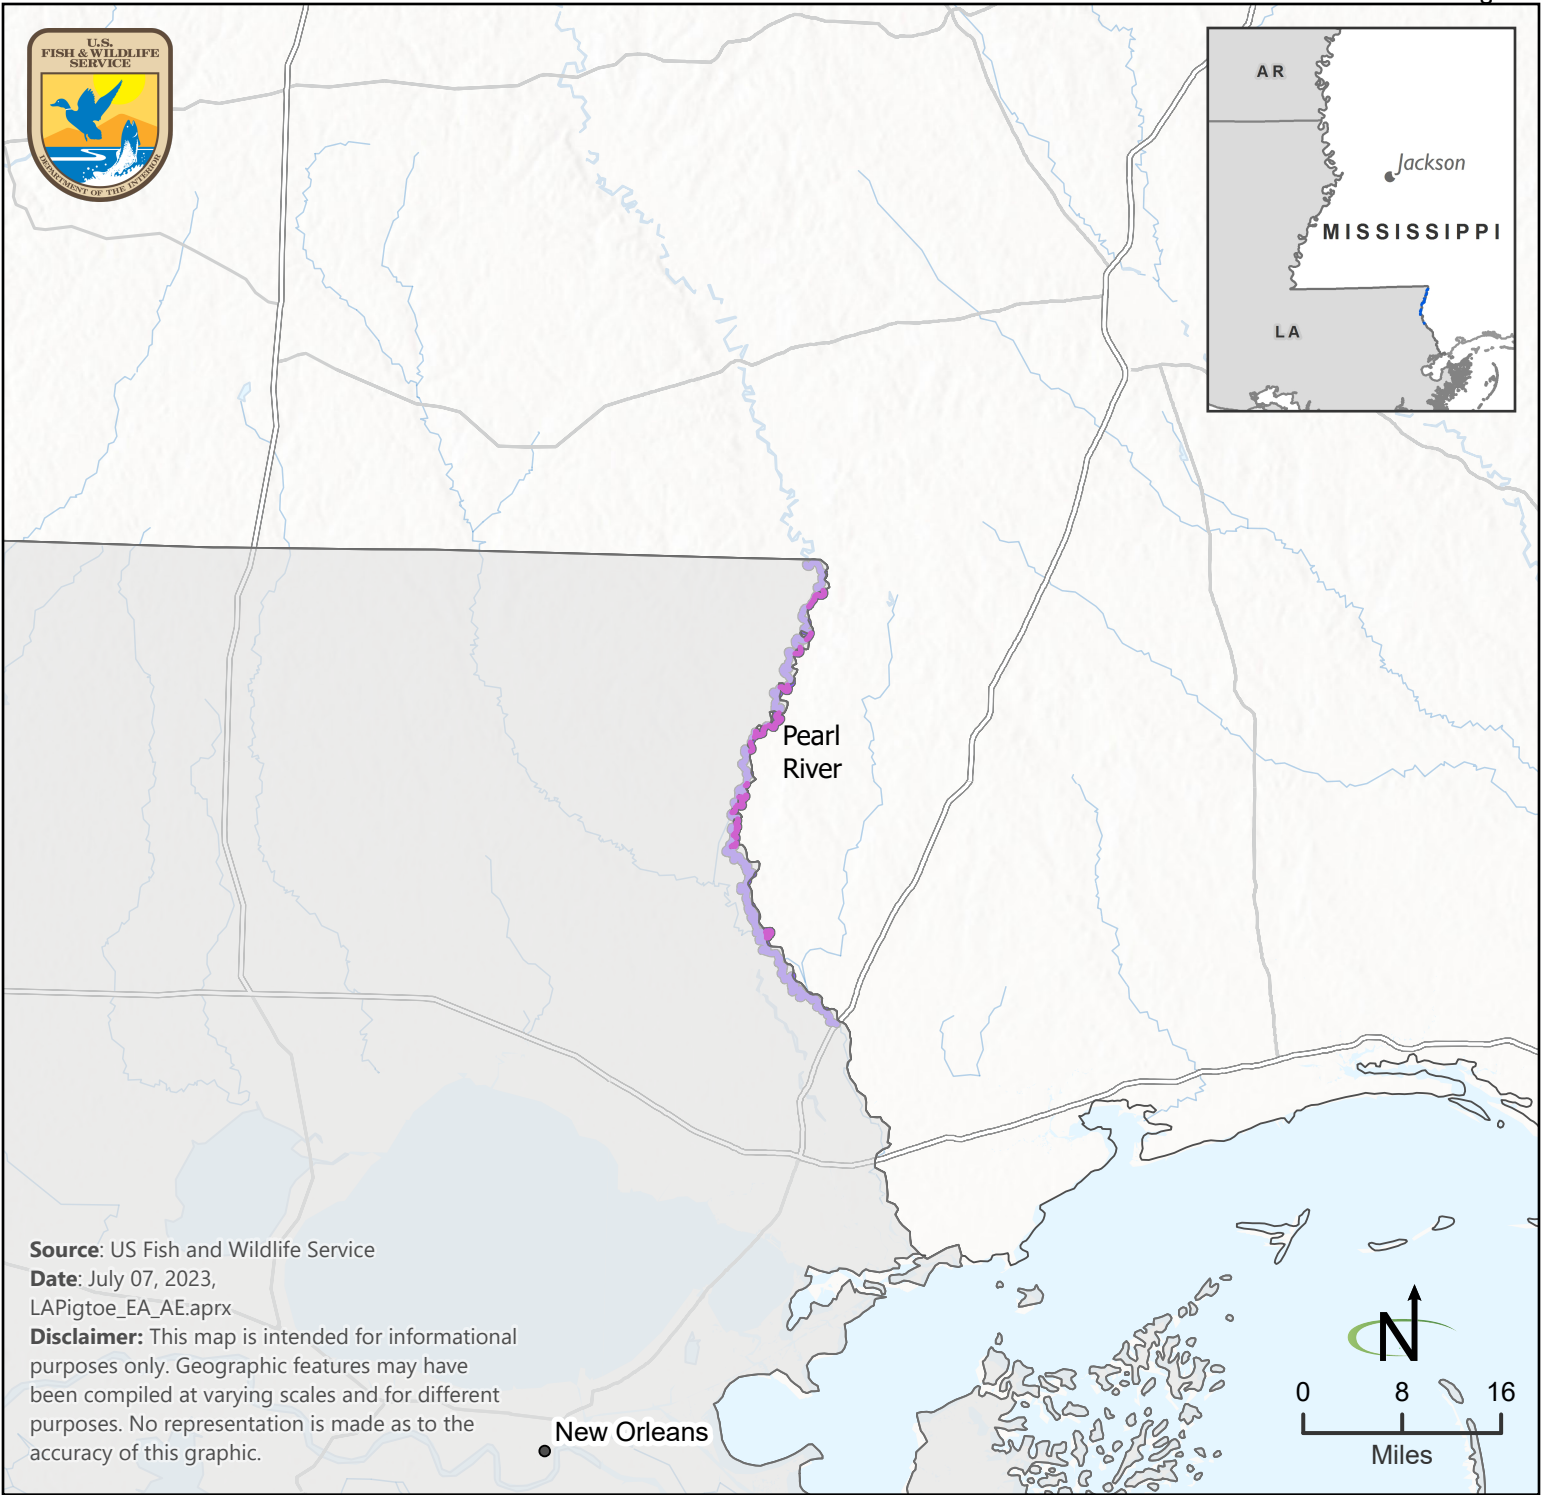 g
U.S.
FISH & WILDLIFE
SERVICE
DEPARTMENT OF THE INTERIOR
AR
Jackson
MISSISSIPPI
LA
Pearl
River
Source: US Fish and Wildlife Service
Date: July 07, 2023,
LAPigtoe_EA_AE.aprx
Disclaimer: This map is intended for informational
purposes only. Geographic features may have
been compiled at varying scales and for different
purposes. No representation is made as to the
accuracy of this graphic.
New Orleans
N
0 8 16
Miles